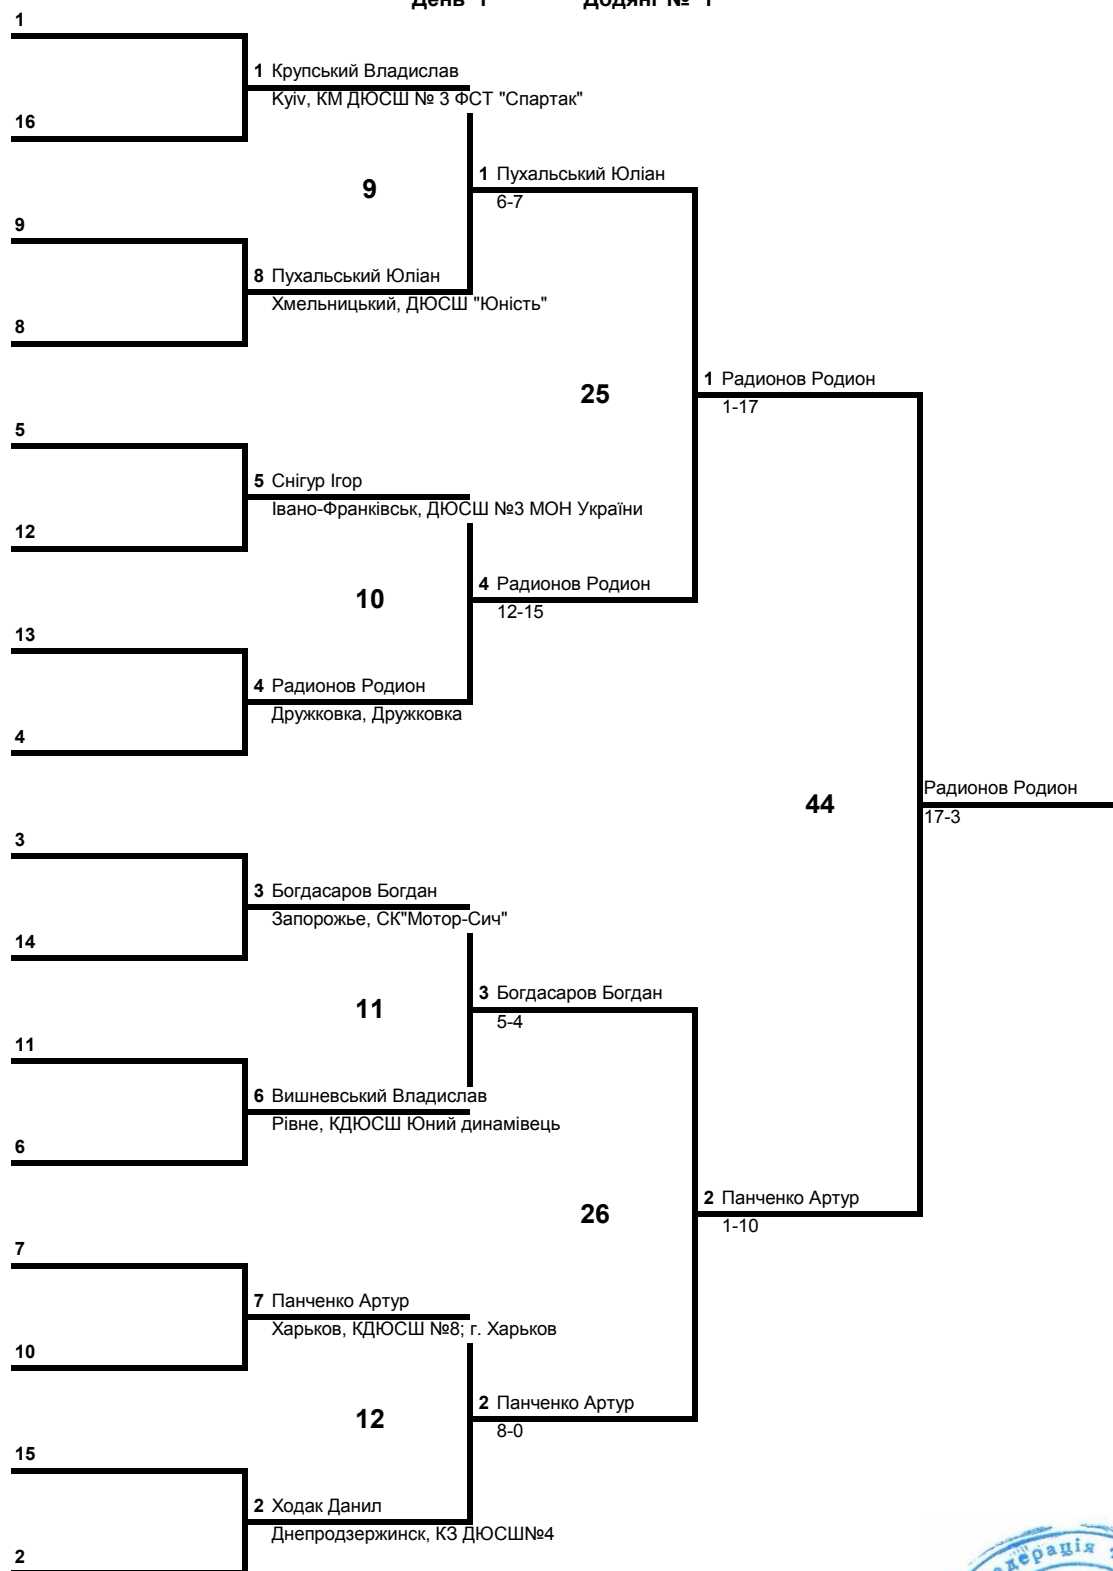 День 1 Додянг № 1
1
1 Крупський Владислав
Kyiv, КМ ДЮСШ № 3 ФСТ "Спартак"
16
9
1 Пухальський Юліан
6-7
9
8 Пухальський Юліан
Хмельницький, ДЮСШ "Юність"
8
25
1 Радионов Родион
1-17
5
5 Снігур Ігор
Івано-Франківськ, ДЮСШ №3 МОН України
12
10
4 Радионов Родион
12-15
13
4 Радионов Родион
Дружковка, Дружковка
4
44
Радионов Родион
17-3
3
3 Богдасаров Богдан
Запорожье, СК"Мотор-Сич"
14
11
3 Богдасаров Богдан
5-4
11
6 Вишневський Владислав
Рівне, КДЮСШ Юний динамівець
6
26
2 Панченко Артур
1-10
7
7 Панченко Артур
Харьков, КДЮСШ №8; г. Харьков
10
12
2 Панченко Артур
8-0
15
2 Ходак Данил
Днепродзержинск, КЗ ДЮСШ№4
2